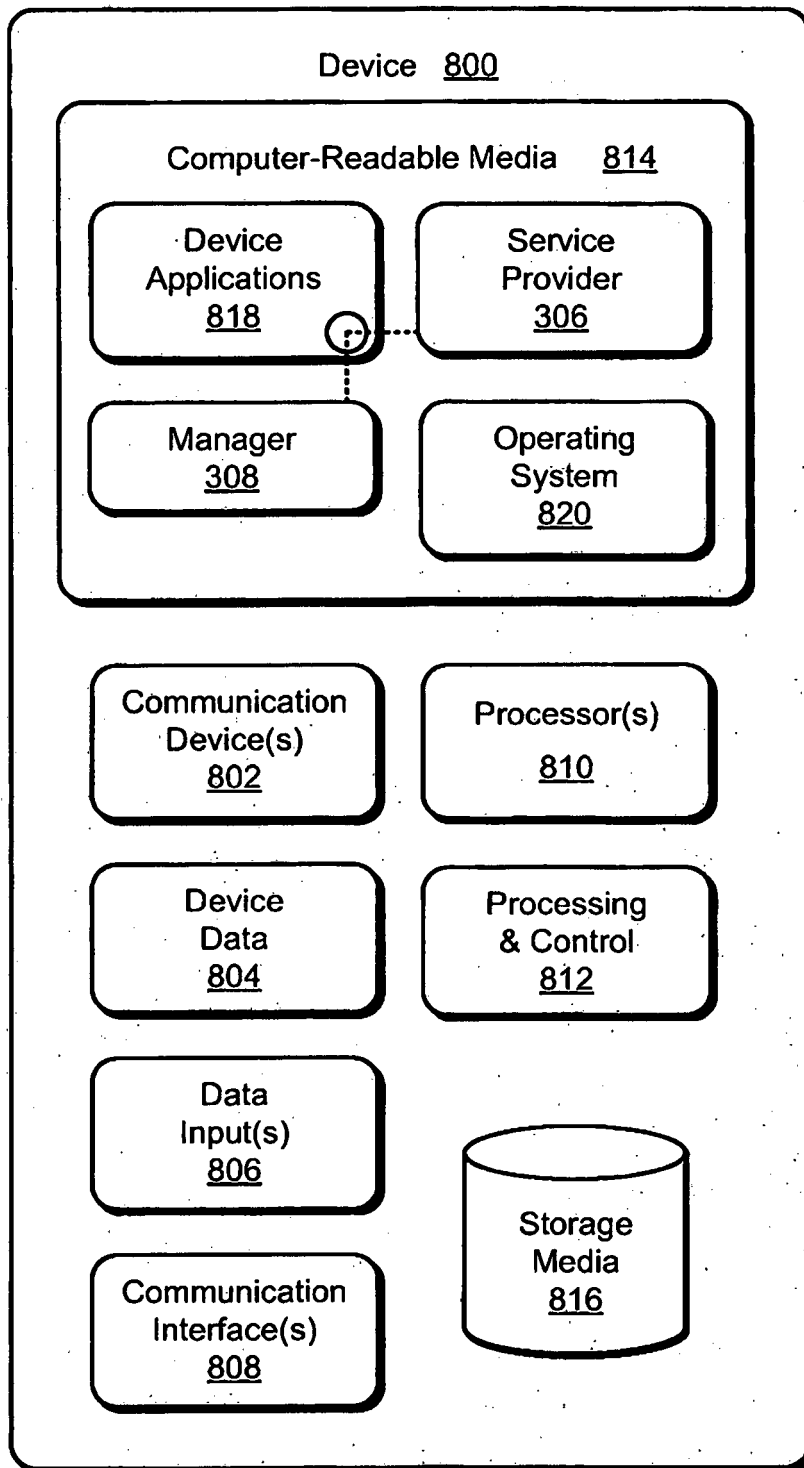 Device 800
Computer-Readable Media 814
Device
Applications
818
Service
Provider
306
Manager
308
Operating
System
820
Communication
Device(s)
802
Processor(s)
810
Device
Data
804
Processing
& Control
812
Data
Input(s)
806
Storage
Media
816
Communication
Interface(s)
808